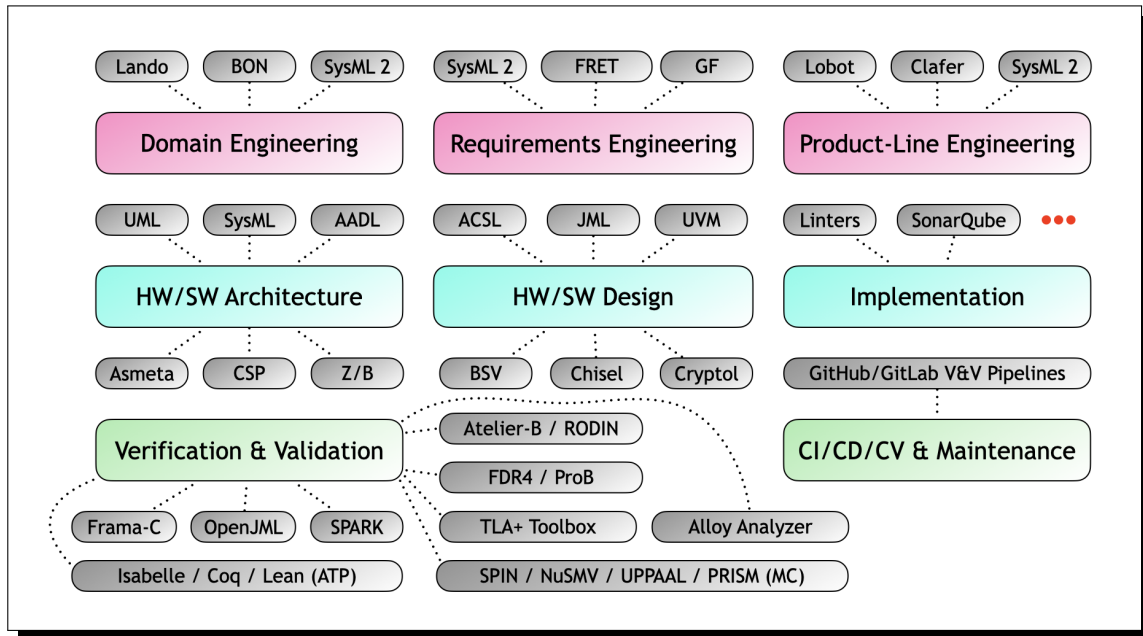 Lando
BON
SysML 2
SysML 2
FRET
GF
Lobot
Clafer
SysML 2
Domain Engineering
Requirements Engineering
Product-Line Engineering
UML
SysML
AADL
ACSL
JML
UVM
Linters
SonarQube
HW/SW Architecture
HW/SW Design
Implementation
Asmeta
CSP
Z/B
BSV
Chisel
Cryptol
GitHub/GitLab V&V Pipelines
Verification & Validation
Atelier-B / RODIN
CI/CD/CV & Maintenance
FDR4 / ProB
Frama-C
OpenJML
SPARK
TLA+ Toolbox
Alloy Analyzer
Isabelle / Coq / Lean (ATP)
SPIN / NuSMV / UPPAAL / PRISM (MC)